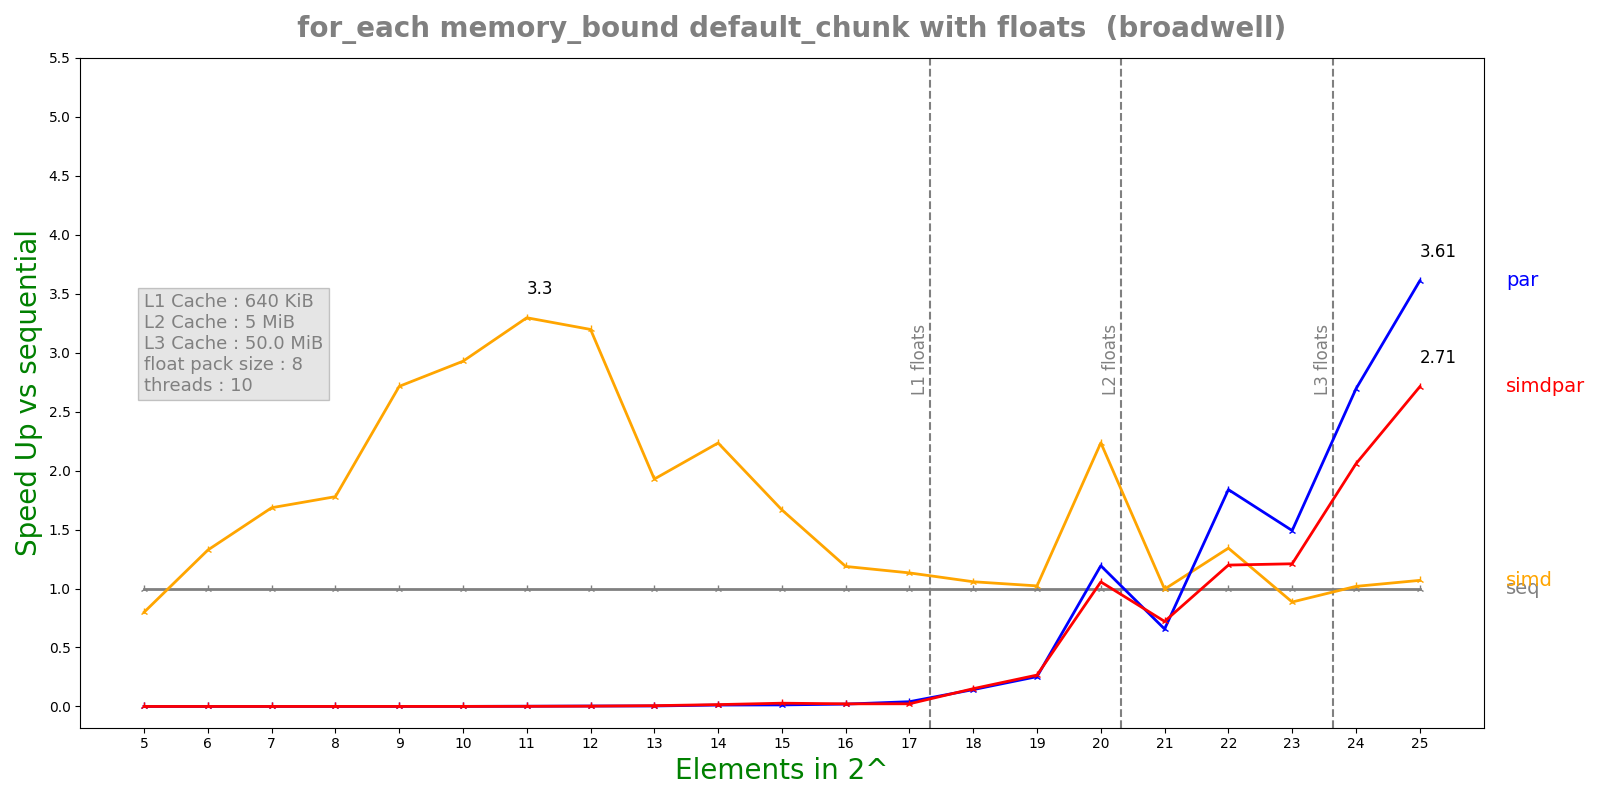 for_each memory_bound default_chunk with floats (broadwell)
Speed Up vs sequential
5.5
5.0
4.5
4.0
3.5
3.0
2.5
2.0
1.5
1.0
0.5
0.0
L1 Cache : 640 KiB
L2 Cache : 5 MiB
L3 Cache : 50.0 MiB
float pack size : 8
threads : 10
3.3
L1 floats
L2 floats
L3 floats
3.61
2.71
par
simdpar
simd
seq
5 6 7 8 9 10 11 12 13 14 15 16 17 18 19 20 21 22 23 24 25
Elements in 2^